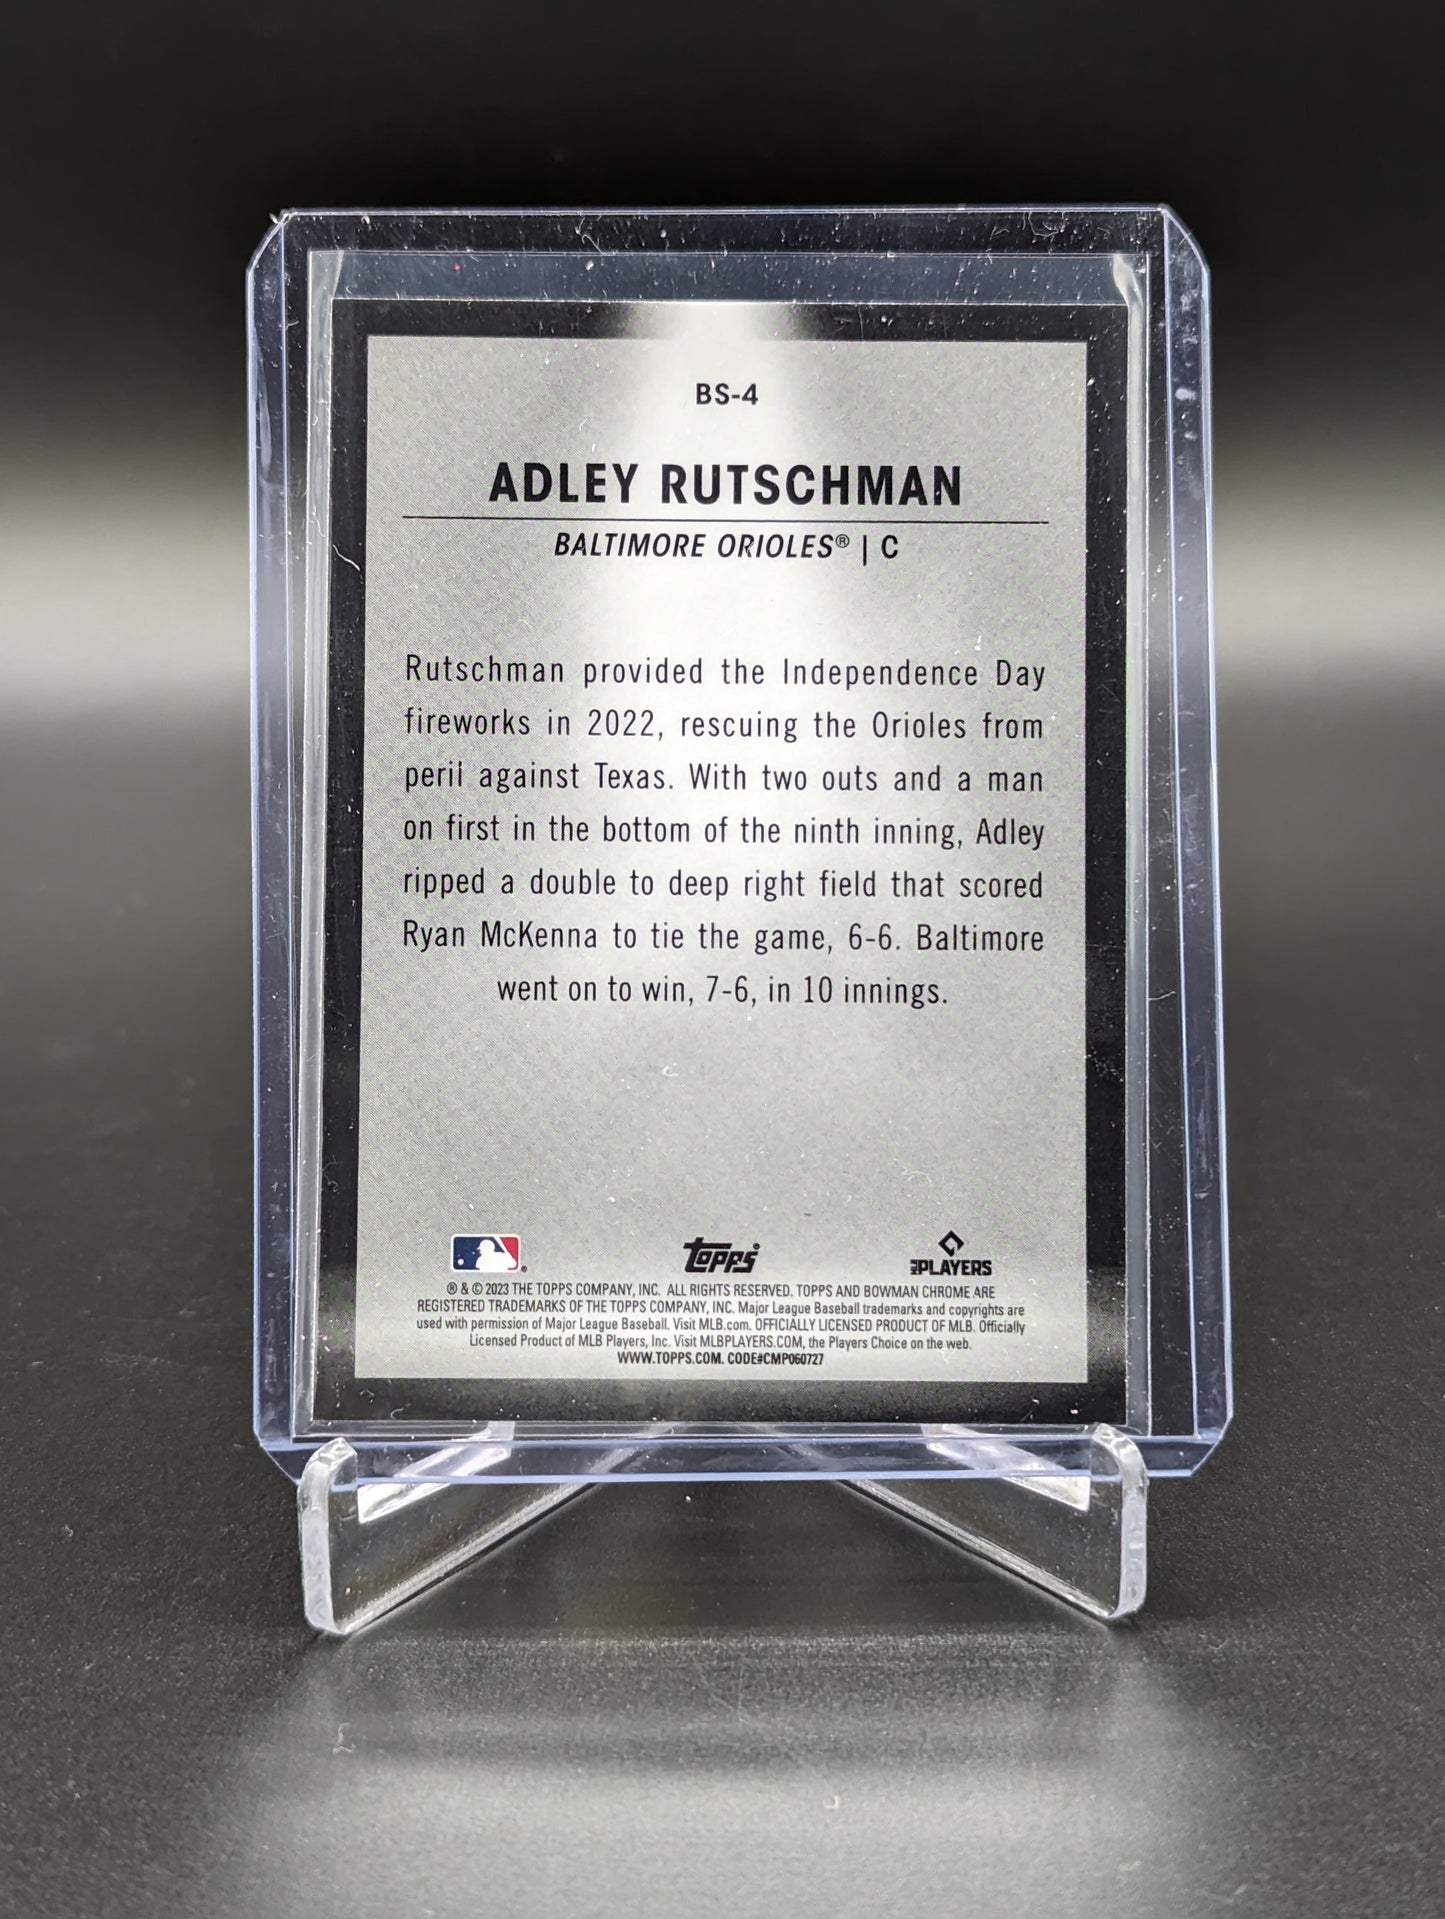 BS-4
ADLEY RUTSCHMAN
BALTIMORE ORIOLES® | C
Rutschman provided the Independence Day
fireworks in 2022, rescuing the Orioles from
peril against Texas. With two outs and a man
on first in the bottom of the ninth inning, Adley
ripped a double to deep right field that scored
Ryan McKenna to tie the game, 6-6. Baltimore
went on to win, 7-6, in 10 innings.
Topps
MLB PLAYERS
® & © 2023 THE TOPPS COMPANY, INC. ALL RIGHTS RESERVED. TOPPS AND BOWMAN CHROME ARE
REGISTERED TRADEMARKS OF THE TOPPS COMPANY, INC. Major League Baseball trademarks and copyrights are
used with permission of Major League Baseball. Visit MLB.com. OFFICIALLY LICENSED PRODUCT OF MLB. Officially
Licensed Product of MLB Players, Inc. Visit MLBPLAYERS.COM, the Players Choice on the web.
WWW.TOPPS.COM. CODE#CMP060727